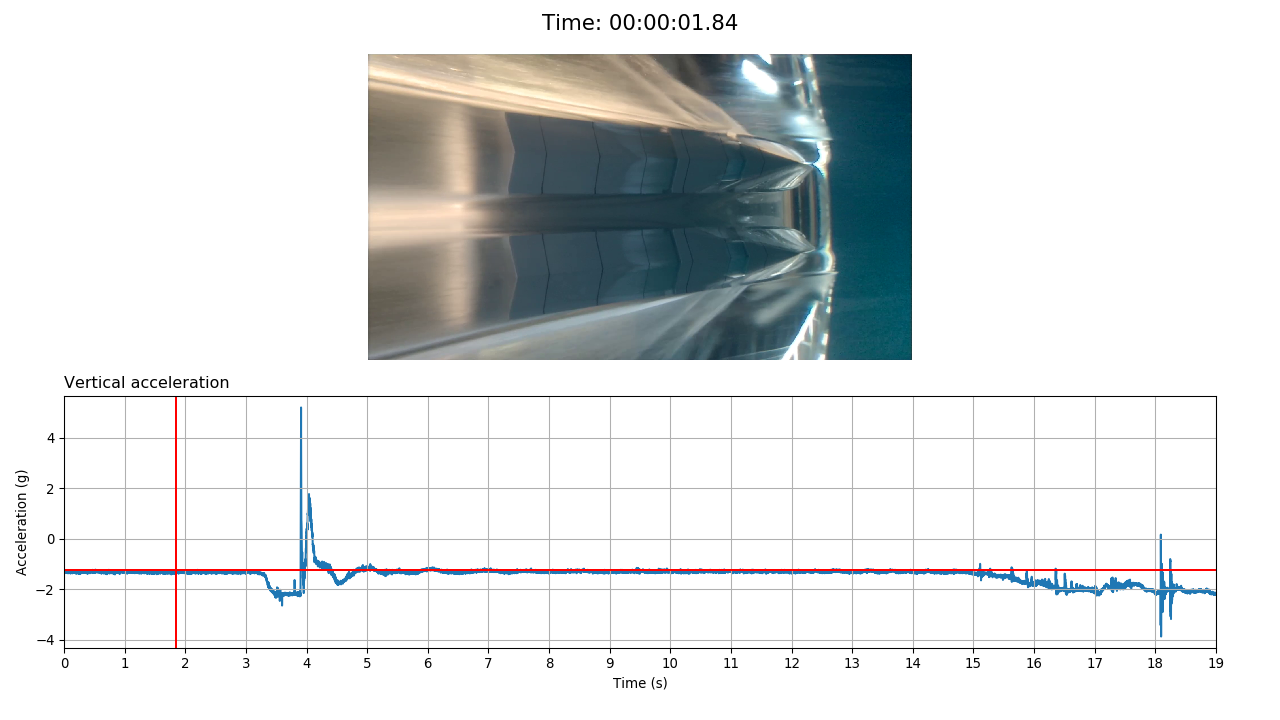 Time: 00:00:01.84
Vertical acceleration
Acceleration (g)
4
2
0
−2
−4
0 1 2 3 4 5 6 7 8 9 10 11 12 13 14 15 16 17 18 19
Time (s)